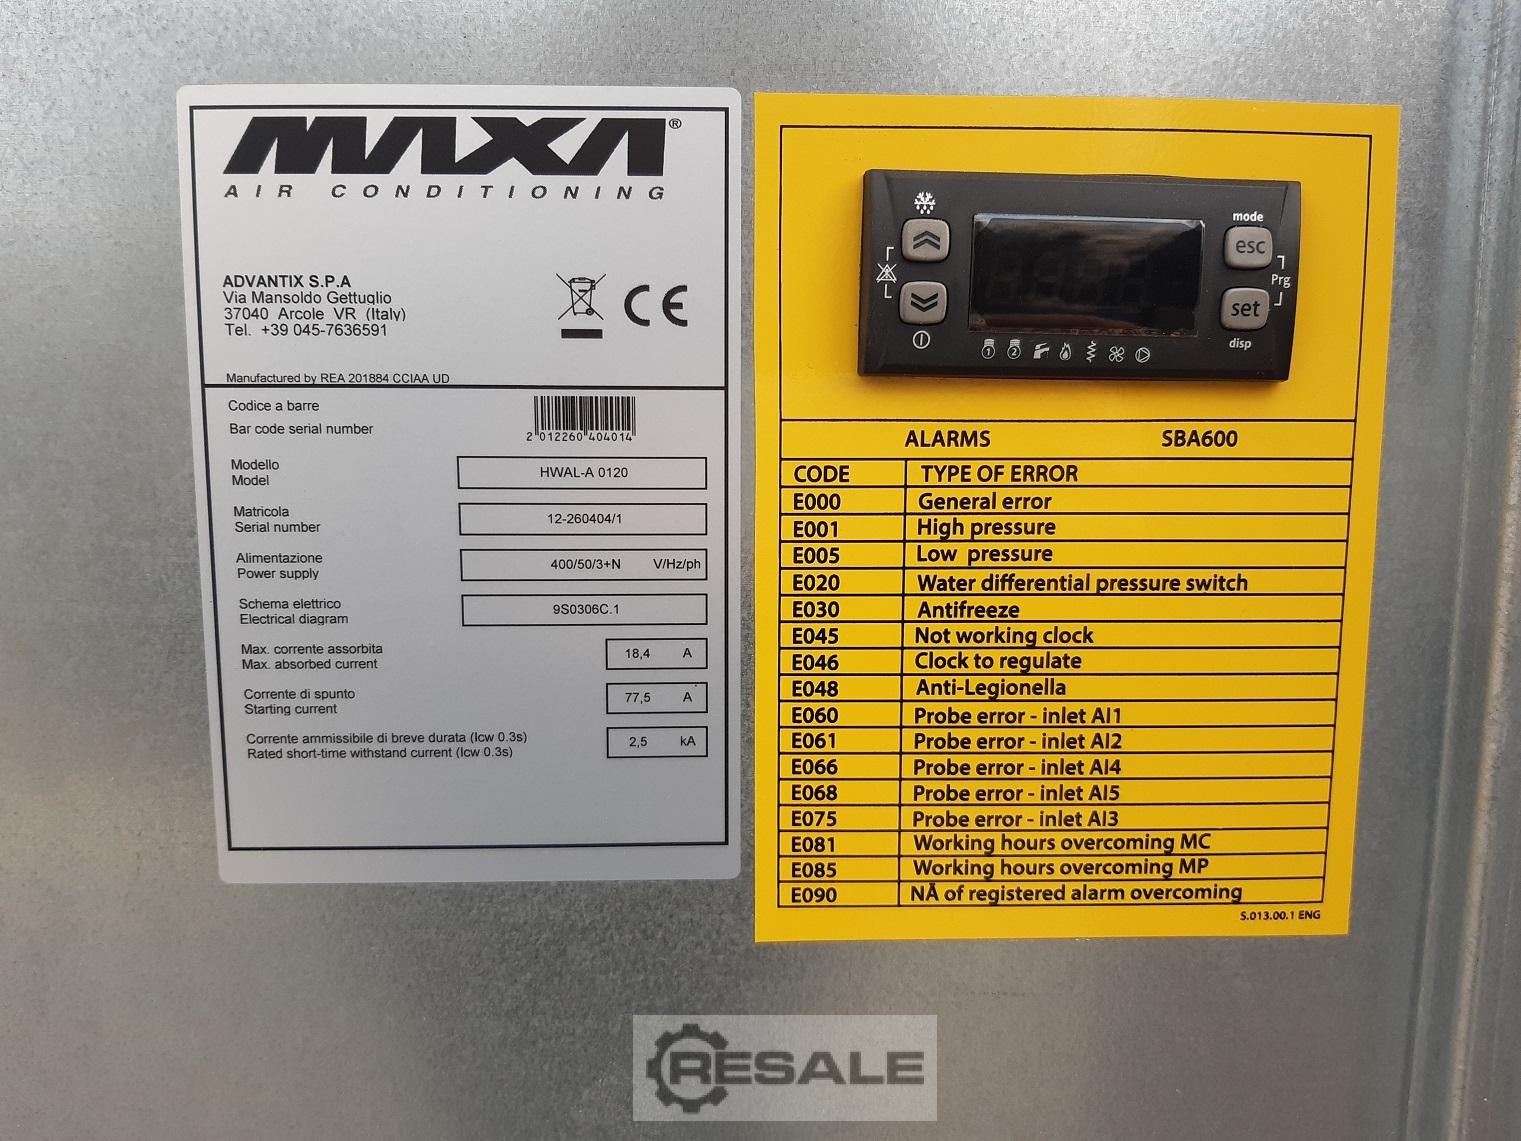 MAXA®
AIR CONDITIONING
ADVANTIX S.P.A
Via Mansoldo Gettuglio
37040 Arcole VR (Italy)
Tel. +39 045-7636591
CE
Manufactured by REA 201884 CCIAA UD
Codice a barre
Bar code serial number
2 012260 404014
Modello
Model
HWAL-A 0120
Matricola
Serial number
12-260404/1
Alimentazione
Power supply
400/50/3+N V/Hz/ph
Schema elettrico
Electrical diagram
9S0306C.1
Max. corrente assorbita
Max. absorbed current
18,4 A
Corrente di spunto
Starting current
77,5 A
Corrente ammissibile di breve durata (Icw 0.3s)
Rated short-time withstand current (Icw 0.3s)
2,5 kA
mode
esc
Prg
set
disp
1 2
ALARMS SBA600
CODE TYPE OF ERROR
E000 General error
E001 High pressure
E005 Low pressure
E020 Water differential pressure switch
E030 Antifreeze
E045 Not working clock
E046 Clock to regulate
E048 Anti-Legionella
E060 Probe error - inlet AI1
E061 Probe error - inlet AI2
E066 Probe error - inlet AI4
E068 Probe error - inlet AI5
E075 Probe error - inlet AI3
E081 Working hours overcoming MC
E085 Working hours overcoming MP
E090 NÄ of registered alarm overcoming
S.013.00.1 ENG
RESALE